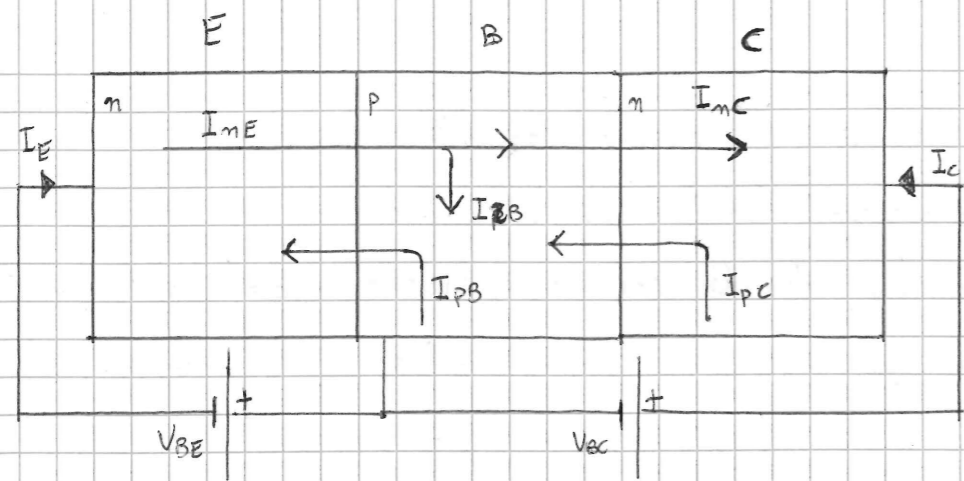 E B C
n p n
I_nE I_nC
I_E I_C
I_pB I_pC
+ +
V_BE V_BC